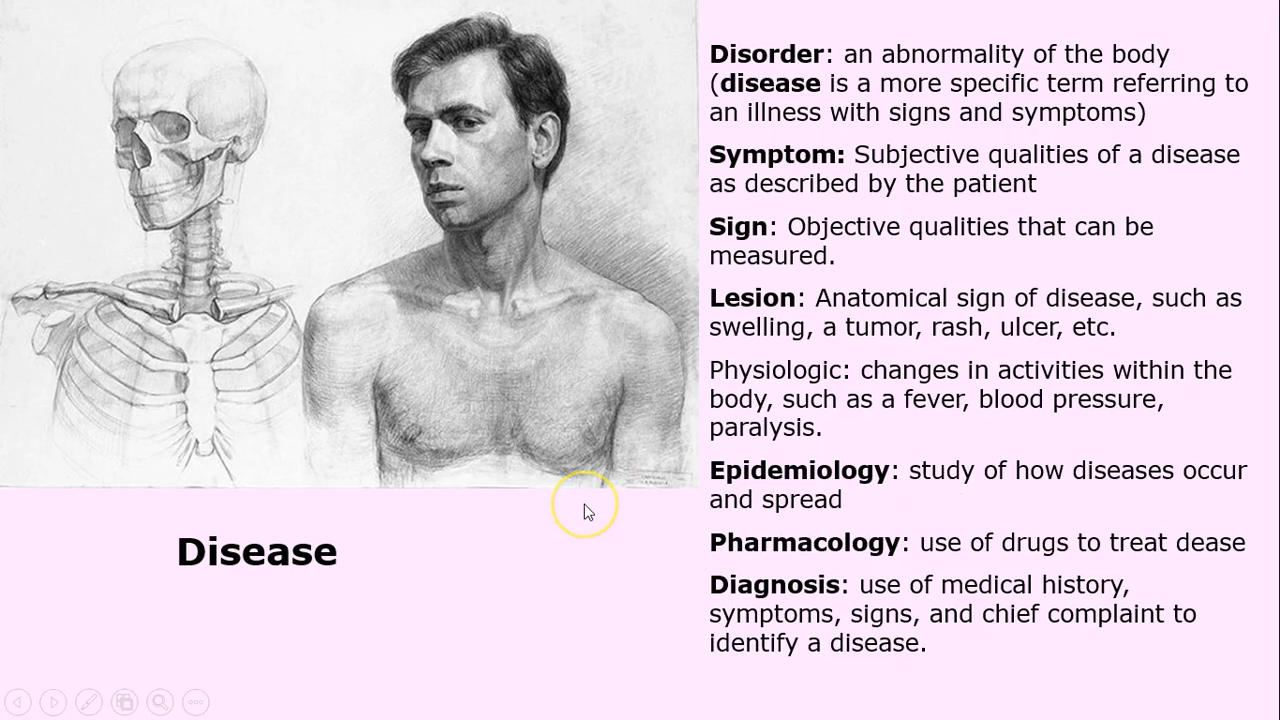 Disorder: an abnormality of the body
(disease is a more specific term referring to
an illness with signs and symptoms)
Symptom: Subjective qualities of a disease
as described by the patient
Sign: Objective qualities that can be
measured.
Lesion: Anatomical sign of disease, such as
swelling, a tumor, rash, ulcer, etc.
Physiologic: changes in activities within the
body, such as a fever, blood pressure,
paralysis.
Epidemiology: study of how diseases occur
and spread
Pharmacology: use of drugs to treat dease
Diagnosis: use of medical history,
symptoms, signs, and chief complaint to
identify a disease.
Disease